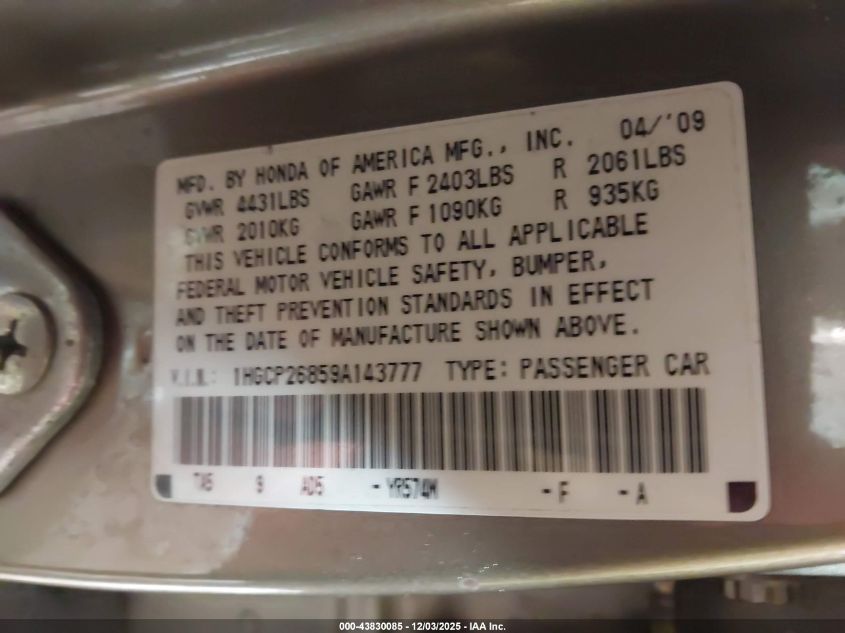 MFD. BY HONDA OF AMERICA MFG., INC. 04/'09
GVWR 4431LBS GAWR F 2403LBS R 2061LBS
GVWR 2010KG GAWR F 1090KG R 935KG
THIS VEHICLE CONFORMS TO ALL APPLICABLE
FEDERAL MOTOR VEHICLE SAFETY, BUMPER,
AND THEFT PREVENTION STANDARDS IN EFFECT
ON THE DATE OF MANUFACTURE SHOWN ABOVE.
V.I.N.: 1HGCP26859A143777 TYPE: PASSENGER CAR
TA5 9 AD5 - YR574M - F - A
000-43830085 - 12/03/2025 - IAA Inc.